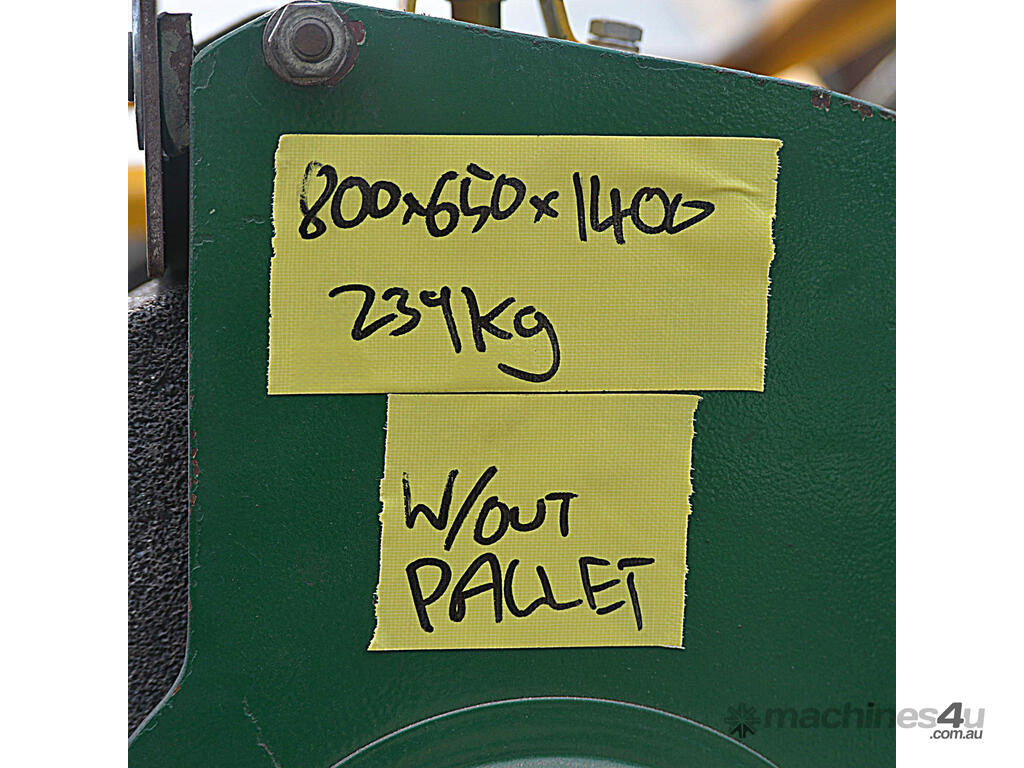 800x650x1400
239kg
W/OUT
PALLET
machines4u
.com.au